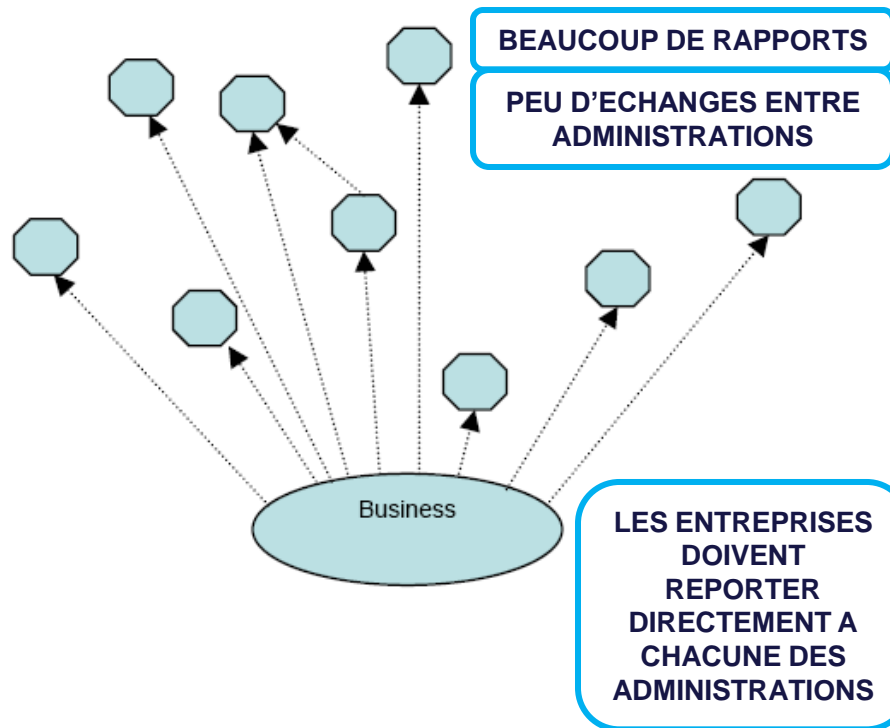 BEAUCOUP DE RAPPORTS
PEU D’ECHANGES ENTRE
ADMINISTRATIONS
Business
LES ENTREPRISES
DOIVENT
REPORTER
DIRECTEMENT A
CHACUNE DES
ADMINISTRATIONS